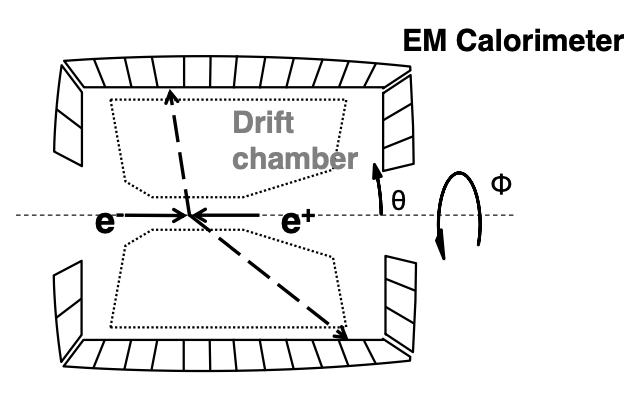 EM Calorimeter
Drift
chamber
θ
Φ
e- e+